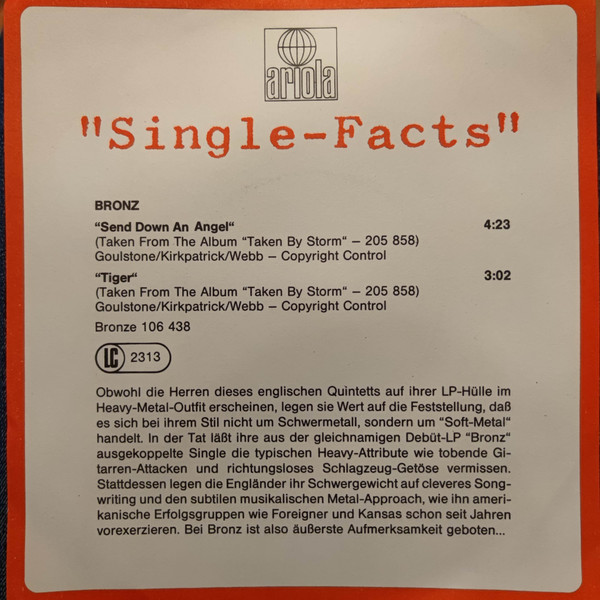 ariola
"Single-Facts"
BRONZ
“Send Down An Angel“ 4:23
(Taken From The Album “Taken By Storm“ – 205 858)
Goulstone/Kirkpatrick/Webb – Copyright Control
“Tiger“ 3:02
(Taken From The Album “Taken By Storm“ – 205 858)
Goulstone/Kirkpatrick/Webb – Copyright Control
Bronze 106 438
LC 2313
Obwohl die Herren dieses englischen Quintetts auf ihrer LP-Hülle im
Heavy-Metal-Outfit erscheinen, legen sie Wert auf die Feststellung, daß
es sich bei ihrem Stil nicht um Schwermetall, sondern um “Soft-Metal“
handelt. In der Tat läßt ihre aus der gleichnamigen Debüt-LP “Bronz“
ausgekoppelte Single die typischen Heavy-Attribute wie tobende Gi-
tarren-Attacken und richtungsloses Schlagzeug-Getöse vermissen.
Stattdessen legen die Engländer ihr Schwergewicht auf cleveres Song-
writing und den subtilen musikalischen Metal-Approach, wie ihn ameri-
kanische Erfolgsgruppen wie Foreigner und Kansas schon seit Jahren
vorexerzieren. Bei Bronz ist also äußerste Aufmerksamkeit geboten...